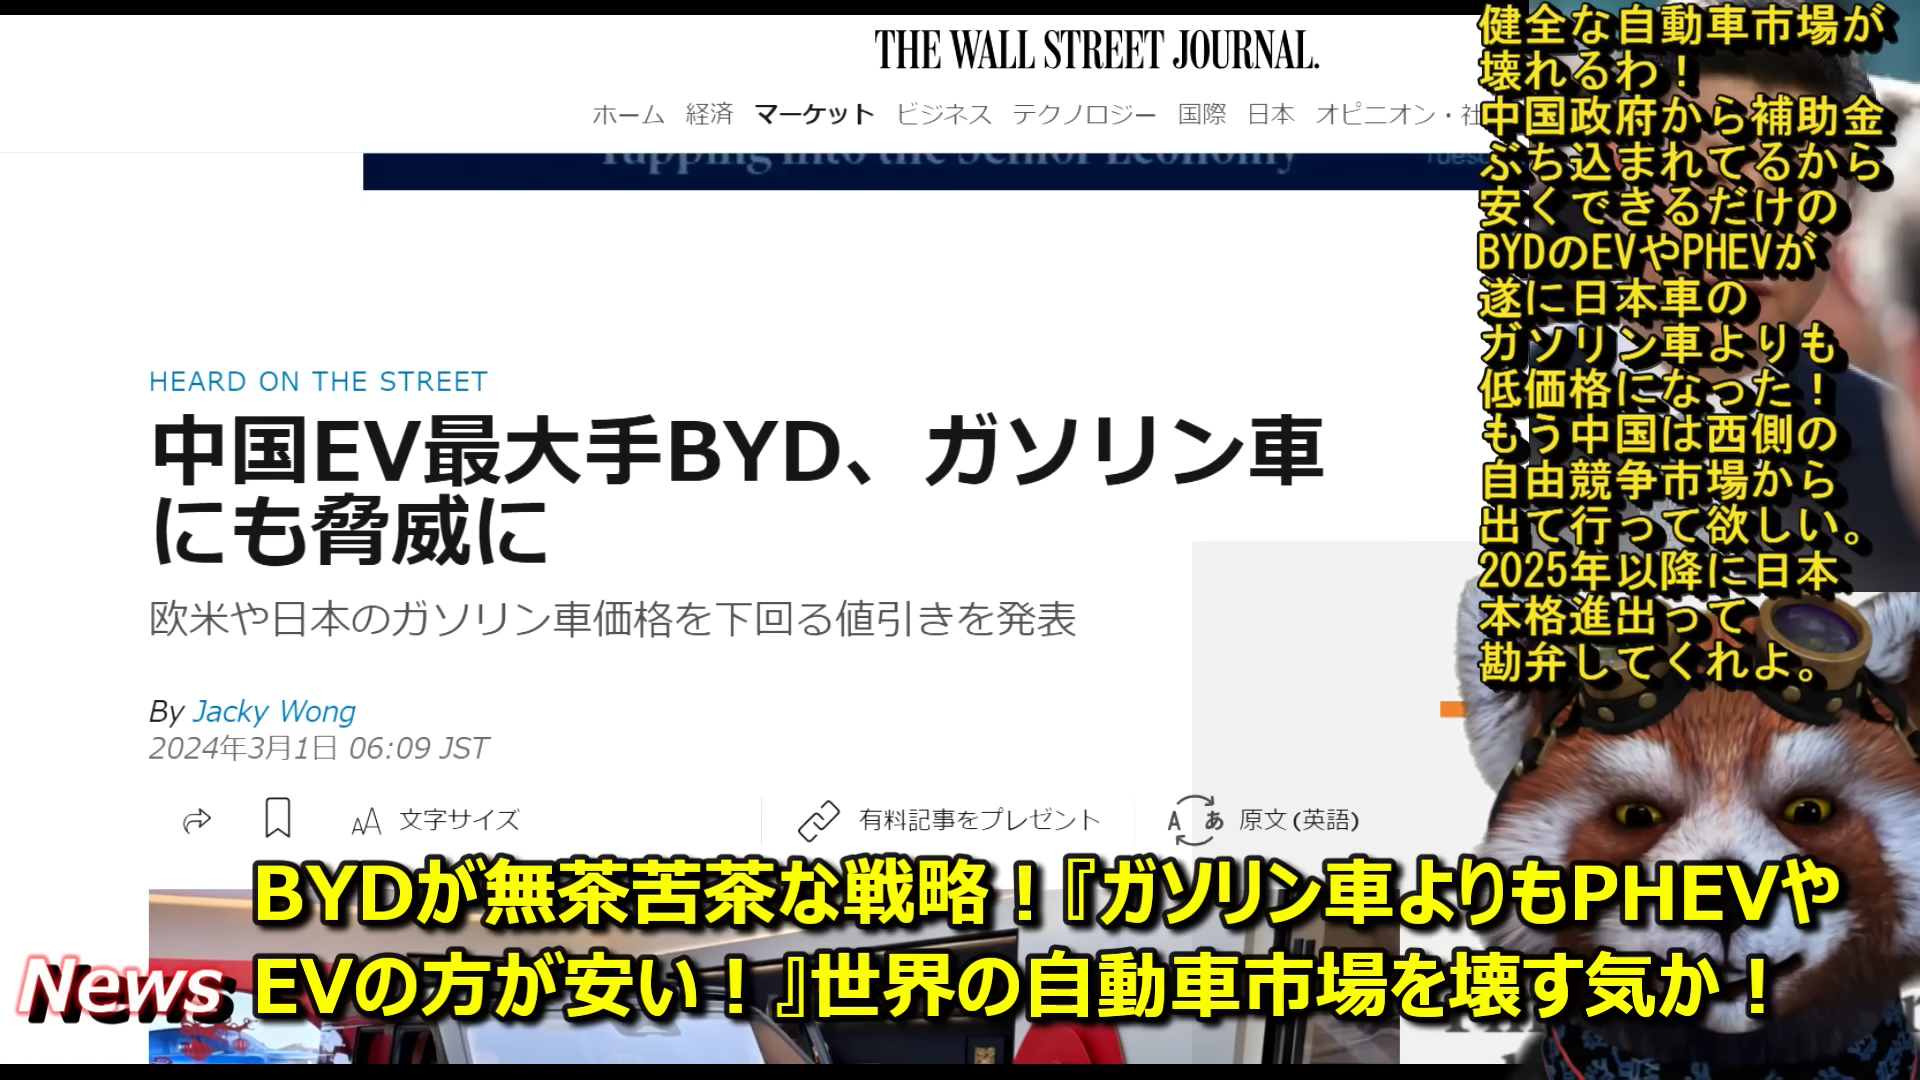 THE WALL STREET JOURNAL.
ホーム 経済 マーケット ビジネス テクノロジー 国際 日本 オピニオン・社
Tapping into the Senior Economy
HEARD ON THE STREET
中国EV最大手BYD、ガソリン車
にも脅威に
欧米や日本のガソリン車価格を下回る値引きを発表
By Jacky Wong
2024年3月1日 06:09 JST
AA 文字サイズ
有料記事をプレゼント
A あ 原文(英語)
健全な自動車市場が
壊れるわ!
中国政府から補助金
ぶち込まれてるから
安くできるだけの
BYDのEVやPHEVが
遂に日本車の
ガソリン車よりも
低価格になった!
もう中国は西側の
自由競争市場から
出て行って欲しい。
2025年以降に日本
本格進出って
勘弁してくれよ。
BYDが無茶苦茶な戦略!『ガソリン車よりもPHEVや
News
EVの方が安い!』世界の自動車市場を壊す気か!